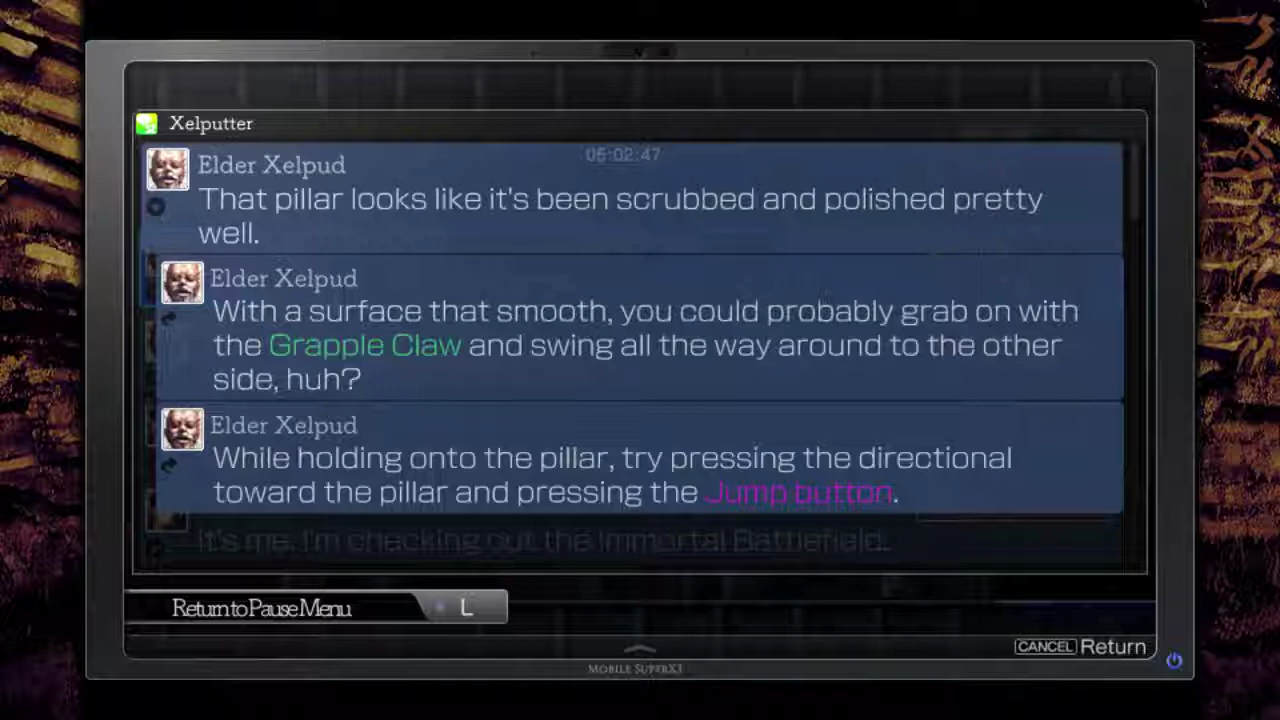 Xelputter
05:02:47
Elder Xelpud
That pillar looks like it's been scrubbed and polished pretty
well.
Elder Xelpud
With a surface that smooth, you could probably grab on with
the Grapple Claw and swing all the way around to the other
side, huh?
Elder Xelpud
While holding onto the pillar, try pressing the directional
toward the pillar and pressing the Jump button.
It's me. I'm checking out the Immortal Battlefield.
Return to Pause Menu L
CANCEL Return
MOBILE SUPERX3